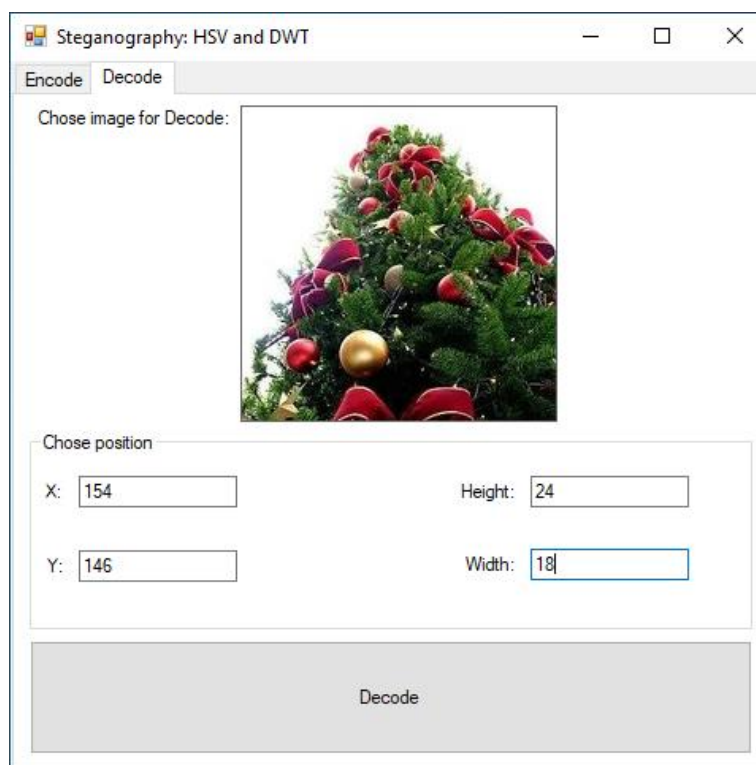 Steganography: HSV and DWT
Encode Decode
Chose image for Decode:
Chose position
X: 154 Height: 24
Y: 146 Width: 18
Decode